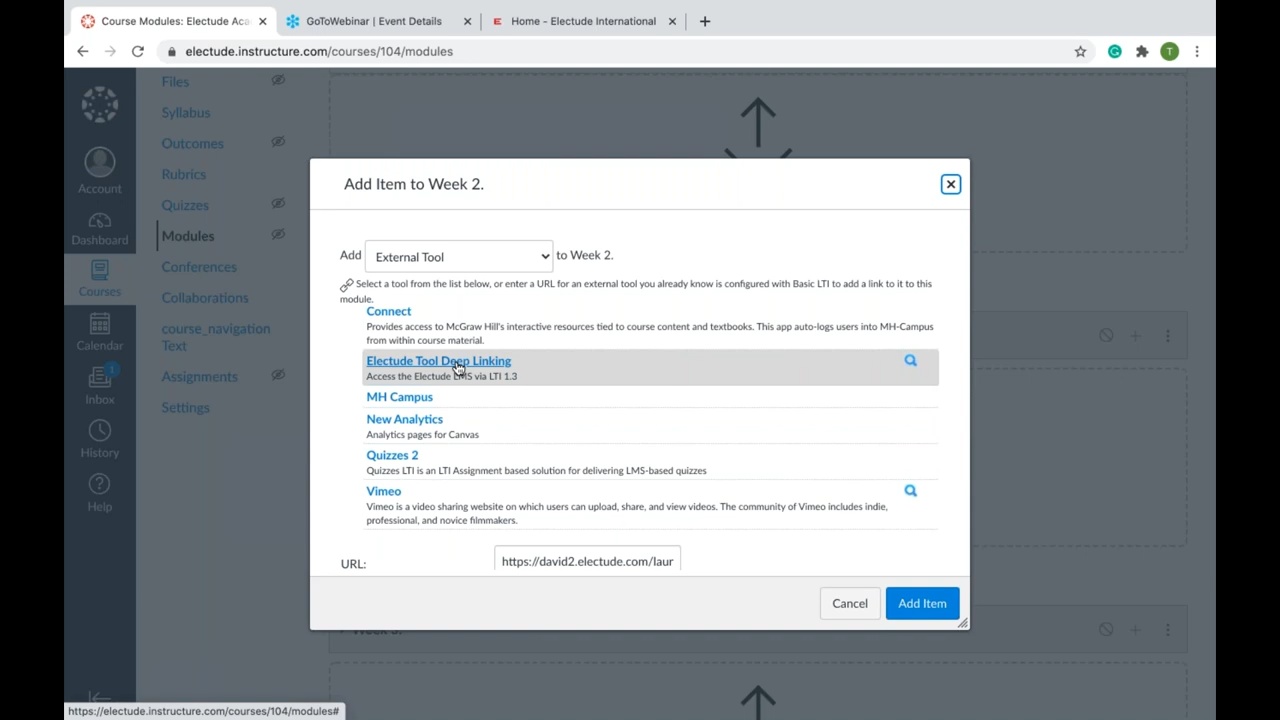 Course Modules: Electude Aca
GoToWebinar | Event Details
Home - Electude International
electude.instructure.com/courses/104/modules
T
Account
Dashboard
Courses
Calendar
1
Inbox
History
Help
Files
Syllabus
Outcomes
Rubrics
Quizzes
Modules
Conferences
Collaborations
course_navigation
Text
Assignments
Settings
Add Item to Week 2.
Add External Tool to Week 2.
Select a tool from the list below, or enter a URL for an external tool you already know is configured with Basic LTI to add a link to it to this
module.
Connect
Provides access to McGraw Hill's interactive resources tied to course content and textbooks. This app auto-logs users into MH-Campus
from within course material.
Electude Tool Deep Linking
Access the Electude LMS via LTI 1.3
MH Campus
New Analytics
Analytics pages for Canvas
Quizzes 2
Quizzes LTI is an LTI Assignment based solution for delivering LMS-based quizzes
Vimeo
Vimeo is a video sharing website on which users can upload, share, and view videos. The community of Vimeo includes indie,
professional, and novice filmmakers.
URL: https://david2.electude.com/laur
Cancel Add Item
https://electude.instructure.com/courses/104/modules#